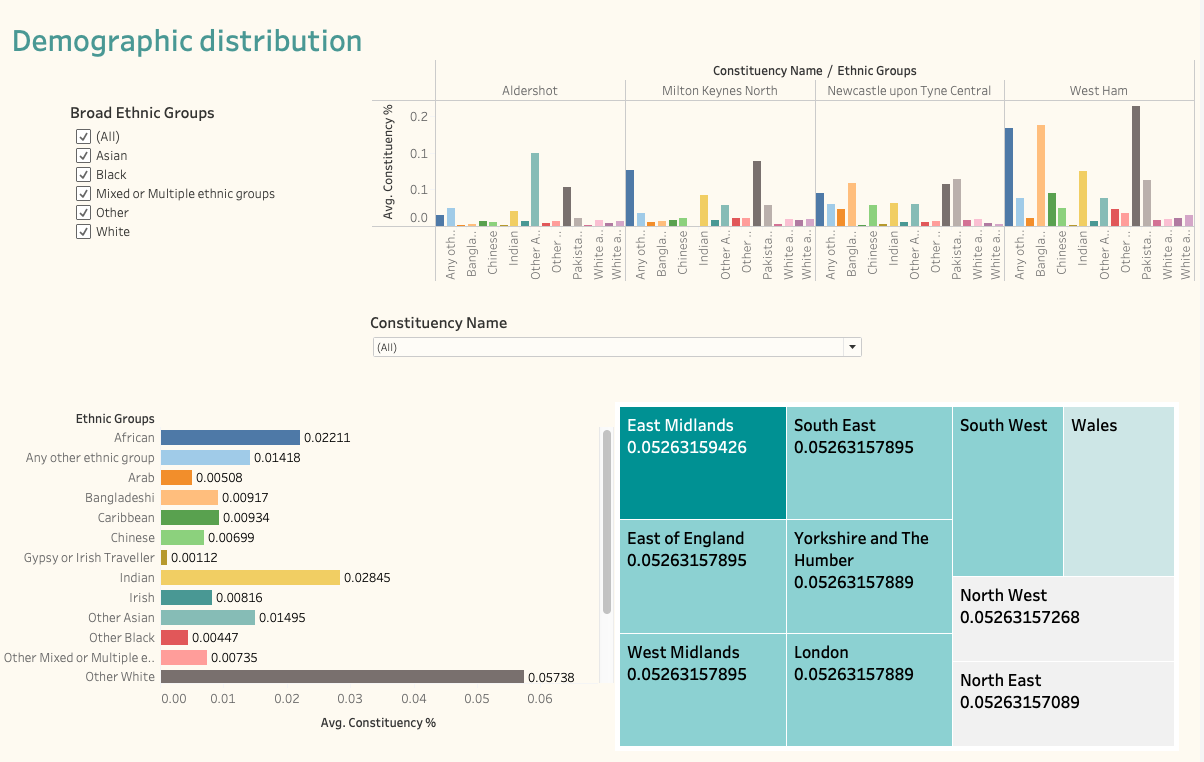 Demographic distribution
Broad Ethnic Groups
(All)
Asian
Black
Mixed or Multiple ethnic groups
Other
White
Constituency Name / Ethnic Groups
Aldershot
Milton Keynes North
Newcastle upon Tyne Central
West Ham
Avg. Constituency %
0.2
0.1
0.1
0.0
Any oth..
Bangla..
Chinese
Indian
Other A..
Other ..
Pakista..
White a..
White a..
Any oth..
Bangla..
Chinese
Indian
Other A..
Other ..
Pakista..
White a..
White a..
Any oth..
Bangla..
Chinese
Indian
Other A..
Other ..
Pakista..
White a..
White a..
Any oth..
Bangla..
Chinese
Indian
Other A..
Other ..
Pakista..
White a..
White a..
Constituency Name
(All)
Ethnic Groups
African 0.02211
Any other ethnic group 0.01418
Arab 0.00508
Bangladeshi 0.00917
Caribbean 0.00934
Chinese 0.00699
Gypsy or Irish Traveller 0.00112
Indian 0.02845
Irish 0.00816
Other Asian 0.01495
Other Black 0.00447
Other Mixed or Multiple e.. 0.00735
Other White 0.05738
0.00 0.01 0.02 0.03 0.04 0.05 0.06
Avg. Constituency %
East Midlands
0.05263159426
East of England
0.05263157895
West Midlands
0.05263157895
South East
0.05263157895
Yorkshire and The
Humber
0.05263157889
London
0.05263157889
South West
Wales
North West
0.05263157268
North East
0.05263157089